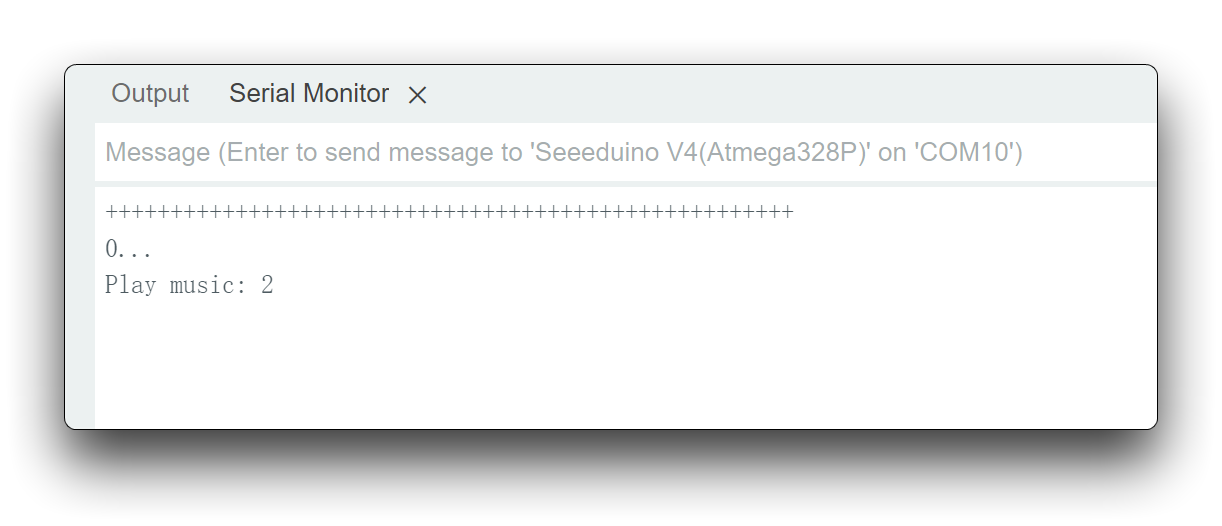 Output Serial Monitor ×
Message (Enter to send message to 'Seeeduino V4(Atmega328P)' on 'COM10')
+++++++++++++++++++++++++++++++++++++++++++++++++++++
0...
Play music: 2